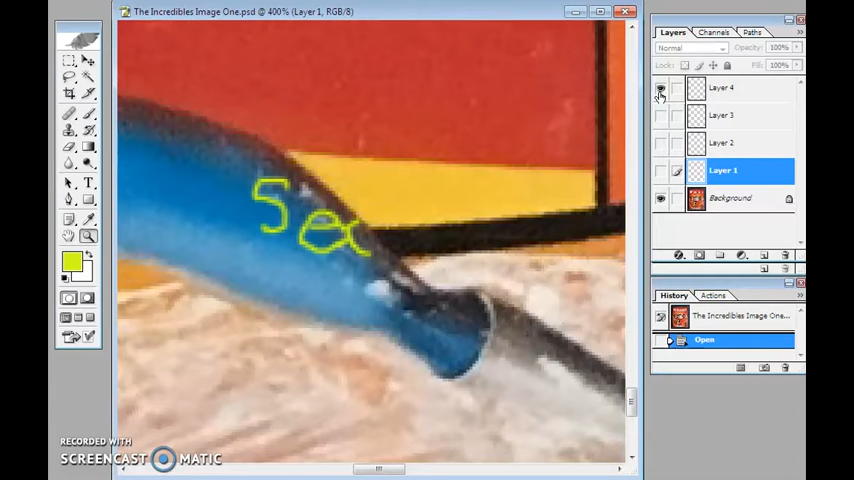 The Incredibles Image One.psd @ 400% (Layer 1, RGB/8)
Layers
Channels
Paths
Normal
Opacity: 100%
Lock:
Fill: 100%
Layer 4
Layer 3
Layer 2
Layer 1
Background
History
Actions
The Incredibles Image One...
Open
T
Sex
RECORDED WITH
SCREENCAST MATIC